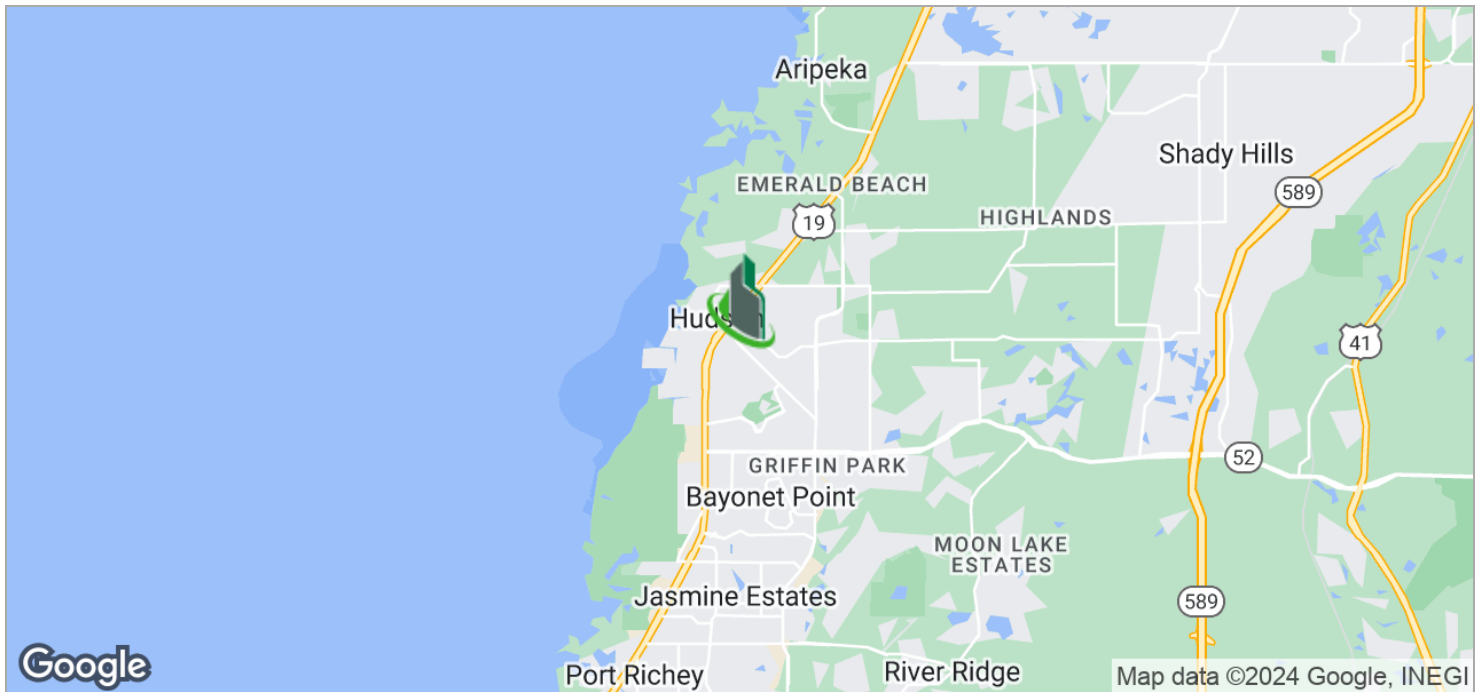 Aripeka
Shady Hills
EMERALD BEACH
589
HIGHLANDS
19
Hudson
41
52
GRIFFIN PARK
Bayonet Point
MOON LAKE
ESTATES
Jasmine Estates
589
Port Richey
River Ridge
Google
Map data ©2024 Google, INEGI